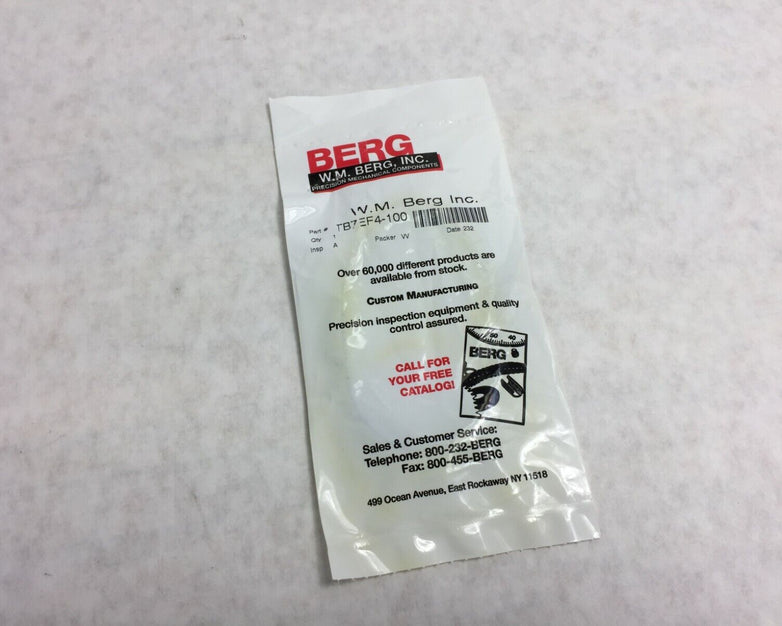 BERG
W.M. BERG, INC.
PRECISION MECHANICAL COMPONENTS
W.M. Berg Inc.
Part # TB7EF4-100
Qty 1
Insp A Packer W Date 232
Over 60,000 different products are
available from stock.
CUSTOM MANUFACTURING
Precision inspection equipment & quality
control assured.
50 40
BERG
CALL FOR
YOUR FREE
CATALOG!
Sales & Customer Service:
Telephone: 800-232-BERG
Fax: 800-455-BERG
499 Ocean Avenue, East Rockaway NY 11518